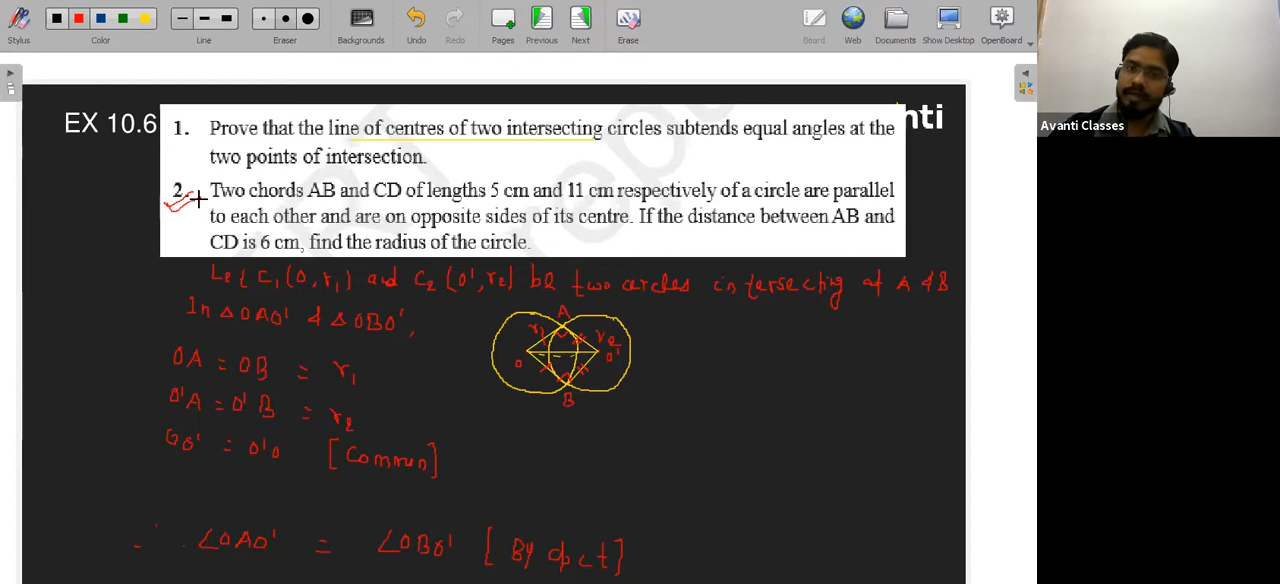 Stylus Color Line Eraser Backgrounds Undo Redo Pages Previous Next Erase Board Web Documents Show Desktop OpenBoard
Avanti Classes
EX 10.6
anti
1. Prove that the line of centres of two intersecting circles subtends equal angles at the
two points of intersection.
2. Two chords AB and CD of lengths 5 cm and 11 cm respectively of a circle are parallel
to each other and are on opposite sides of its centre. If the distance between AB and
CD is 6 cm, find the radius of the circle.
Let C₁(O,r₁) and C₂(O',r₂) be two circles intersecting at A & B
In △OAO' & △OBO',
A
r₁ r₂
O O'
B
OA = OB = r₁
O'A = O'B = r₂
OO' = O'O [Common]
∴ ∠OAO' = ∠OBO' [By cpct]